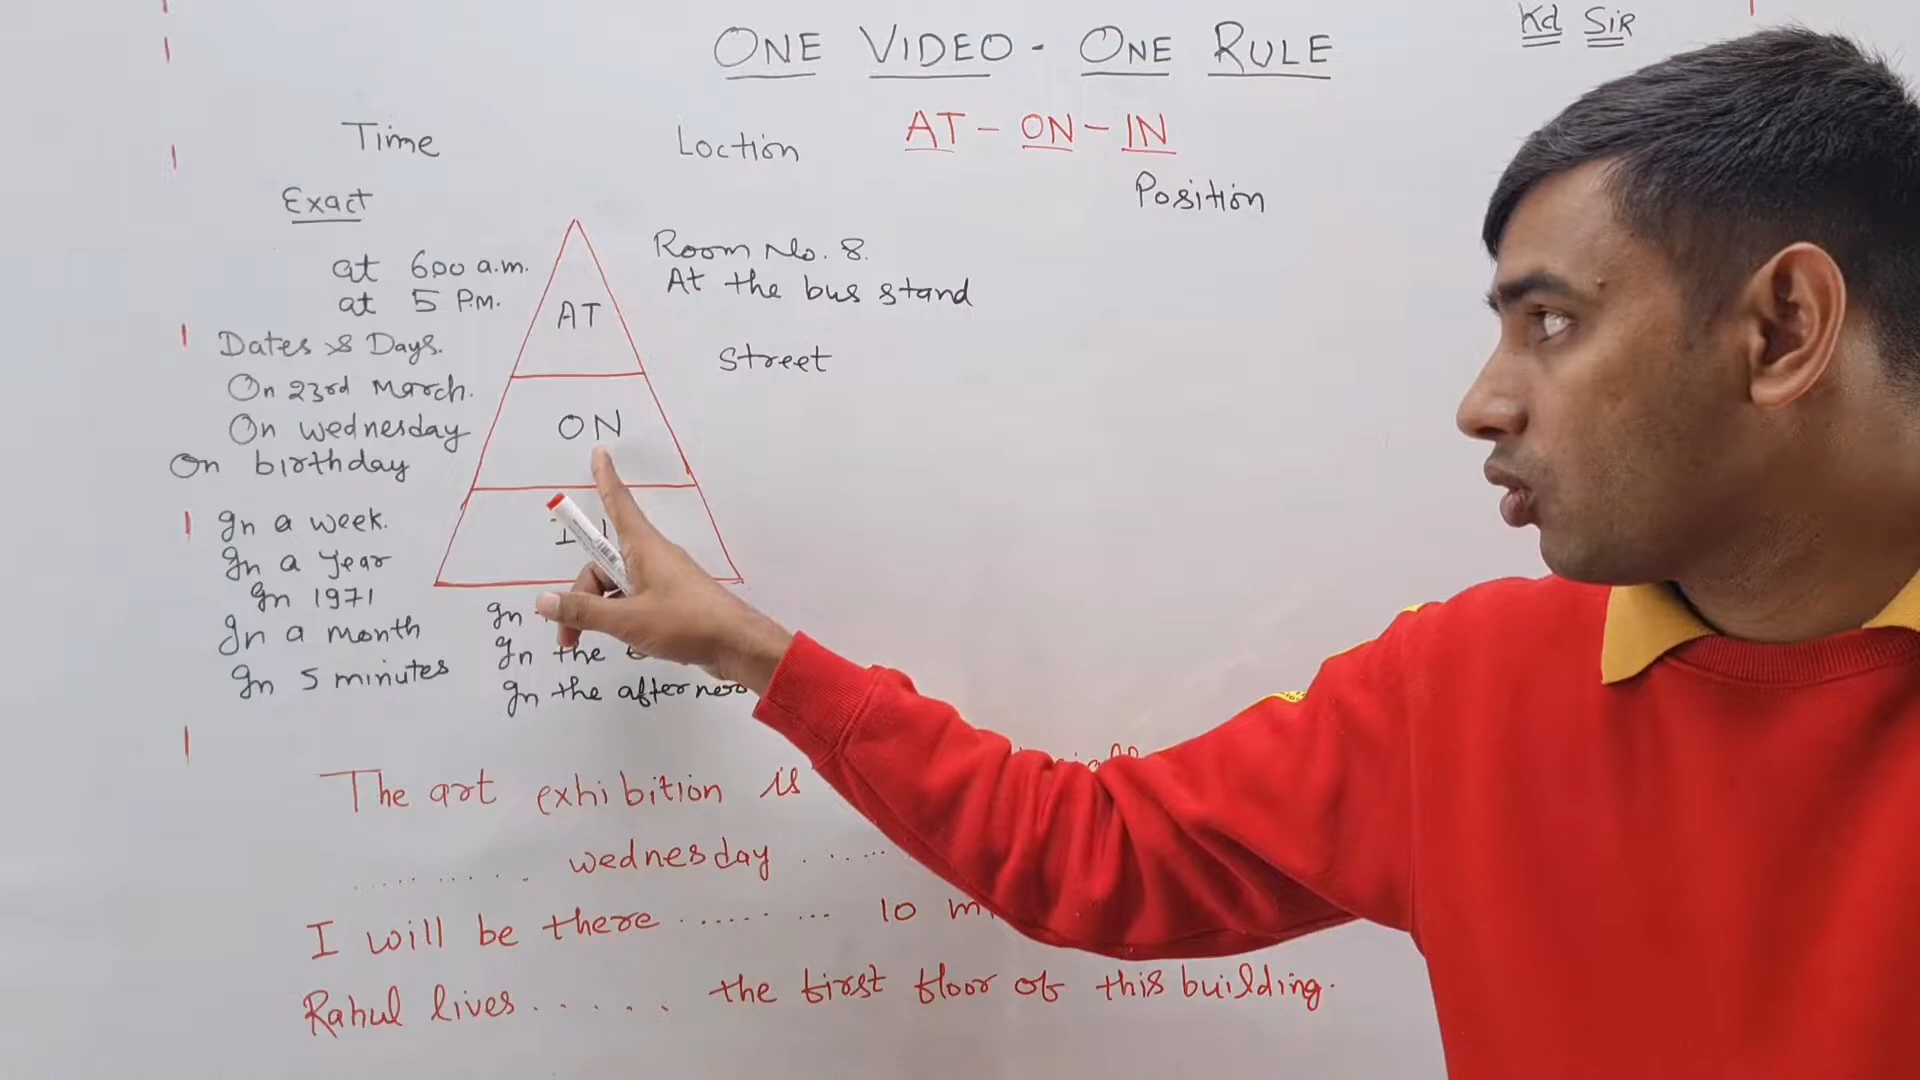 Kd SiR
ONE VIDEO - ONE RULE
Time
Loction
AT - ON - IN
Position
Exact
at 6:00 a.m.
at 5 P.M.
Room No. 8.
At the bus stand
AT
Dates & Days.
Street
On 23rd March.
On wednesday
ON
On birthday
In a week.
In a year
In 1971
In a month
In 5 minutes
In
In the
In the afternoo
The art exhibition is
.......... wednesday ......
I will be there ......... 10
Rahul lives ...... the first floor of this building.